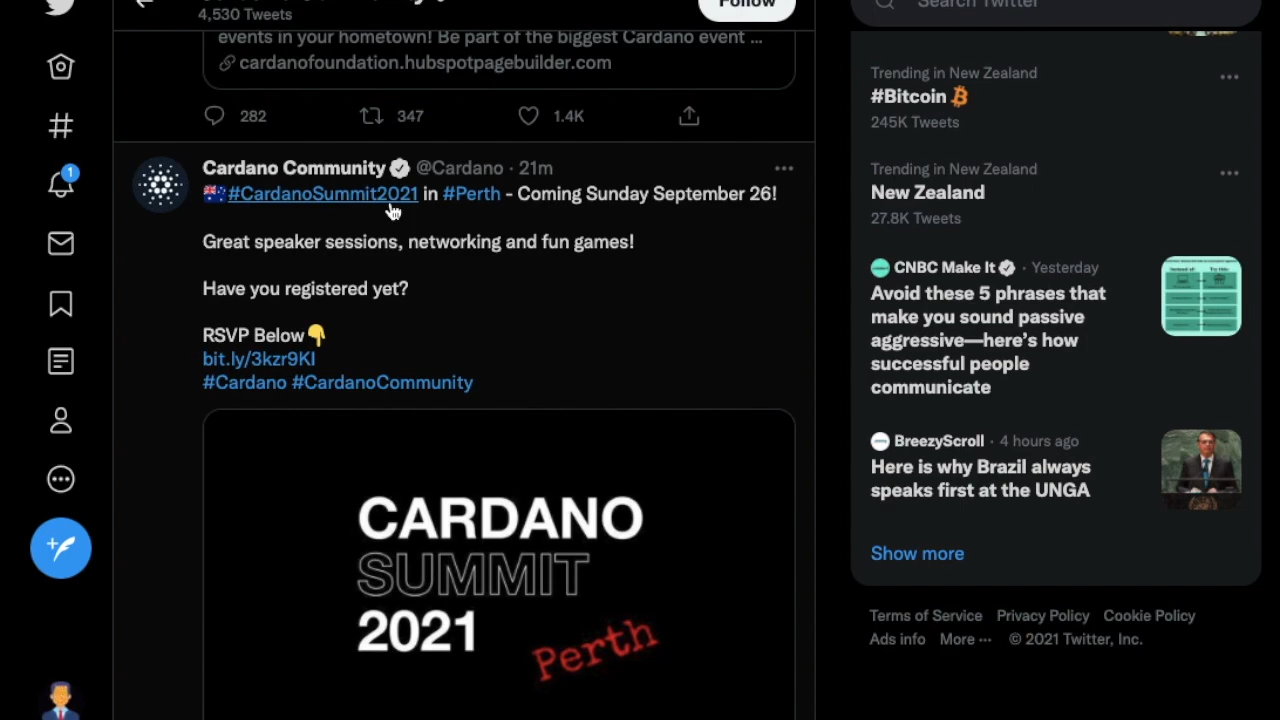 4,530 Tweets
Follow
events in your hometown! Be part of the biggest Cardano event ...
cardanofoundation.hubspotpagebuilder.com
282 347 1.4K
Cardano Community @Cardano · 21m
#CardanoSummit2021 in #Perth - Coming Sunday September 26!
Great speaker sessions, networking and fun games!
Have you registered yet?
RSVP Below👇
bit.ly/3kzr9KI
#Cardano #CardanoCommunity
CARDANO
SUMMIT
2021
Perth
1
Search Twitter
Trending in New Zealand
#Bitcoin
245K Tweets
Trending in New Zealand
New Zealand
27.8K Tweets
CNBC Make It · Yesterday
Avoid these 5 phrases that
make you sound passive
aggressive—here's how
successful people
communicate
BreezyScroll · 4 hours ago
Here is why Brazil always
speaks first at the UNGA
Show more
Terms of Service Privacy Policy Cookie Policy
Ads info More ··· © 2021 Twitter, Inc.